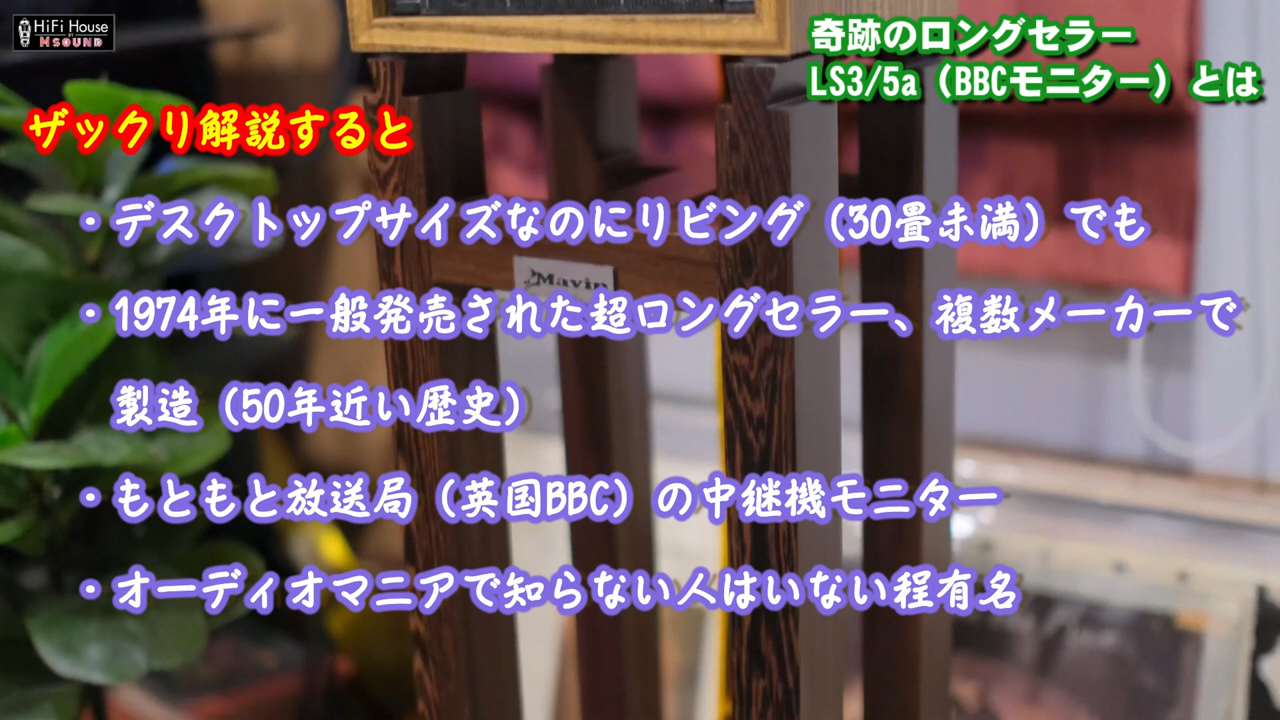 HiFi House
BY
HSOUND
奇跡のロングセラー
LS3/5a（BBCモニター）とは
ザックリ解説すると
・デスクトップサイズなのにリビング（30畳未満）でも
・1974年に一般発売された超ロングセラー、複数メーカーで
製造（50年近い歴史）
・もともと放送局（英国BBC）の中継機モニター
・オーディオマニアで知らない人はいない程有名
Mavin